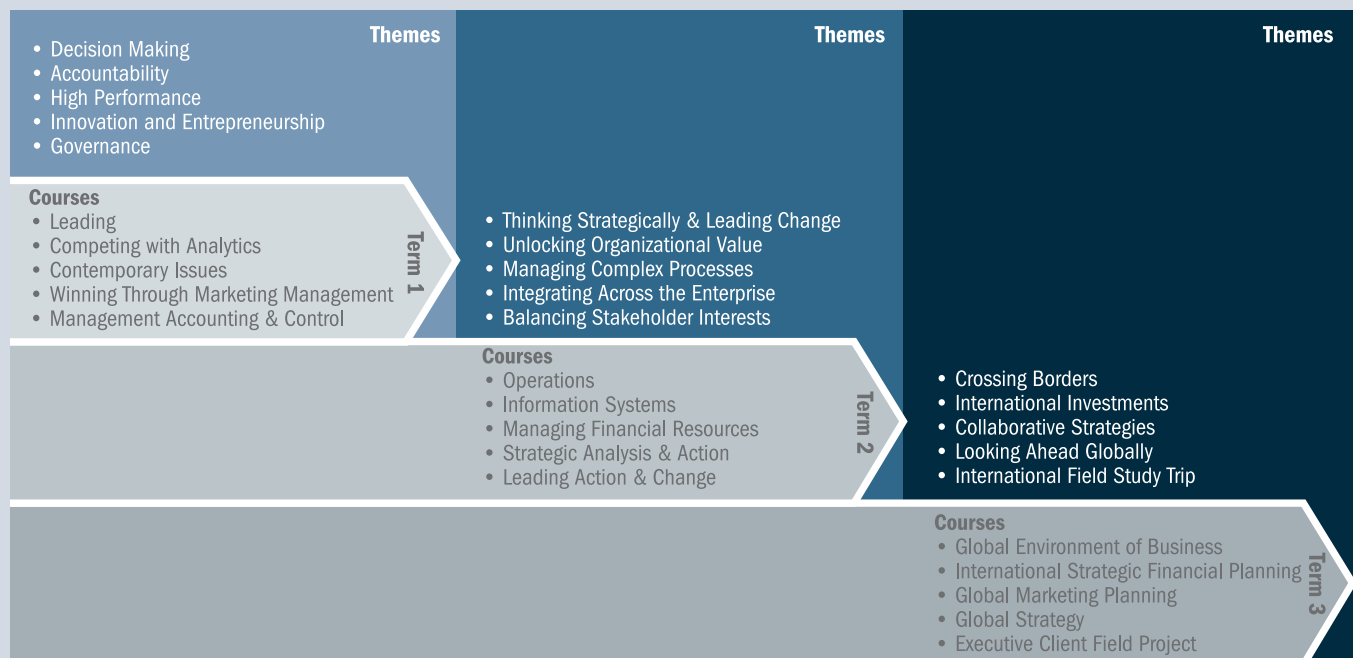 Themes
• Decision Making
• Accountability
• High Performance
• Innovation and Entrepreneurship
• Governance
Courses
• Leading
• Competing with Analytics
• Contemporary Issues
• Winning Through Marketing Management
• Management Accounting & Control
Term 1
Themes
• Thinking Strategically & Leading Change
• Unlocking Organizational Value
• Managing Complex Processes
• Integrating Across the Enterprise
• Balancing Stakeholder Interests
Courses
• Operations
• Information Systems
• Managing Financial Resources
• Strategic Analysis & Action
• Leading Action & Change
Term 2
Themes
• Crossing Borders
• International Investments
• Collaborative Strategies
• Looking Ahead Globally
• International Field Study Trip
Courses
• Global Environment of Business
• International Strategic Financial Planning
• Global Marketing Planning
• Global Strategy
• Executive Client Field Project
Term 3